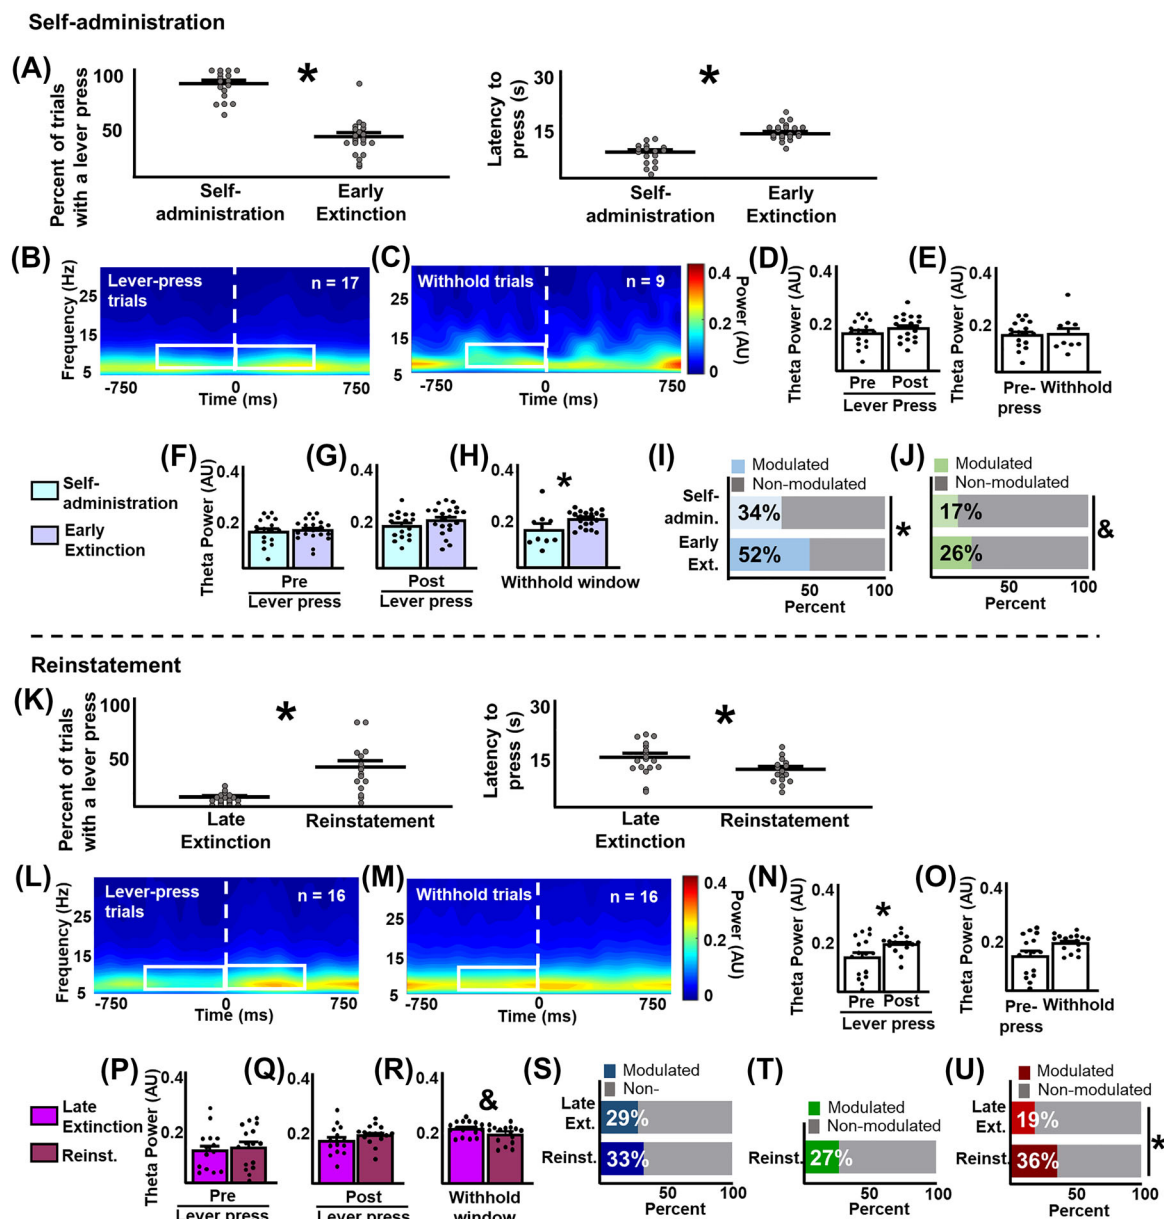 Self-administration
(A)
Percent of trials
with a lever press
100
50
*
Self-
administration
Early
Extinction
Latency to
press (s)
30
15
*
Self-
administration
Early
Extinction
(B)
Frequency (Hz)
25
15
5
Lever-press
trials
n = 17
-750
0
750
Time (ms)
(C)
25
15
5
Withhold trials
n = 9
-750
0
750
Time (ms)
0.4
0.2
0
Power (AU)
(D)
Theta Power (AU)
0.4
0.2
Pre
Post
Lever Press
(E)
Theta Power (AU)
0.4
0.2
Pre-
press
Withhold
Self-
administration
Early
Extinction
(F)
Theta Power (AU)
0.4
0.2
Pre
Lever press
(G)
0.4
0.2
Post
Lever press
(H)
0.4
0.2
*
Withhold window
(I)
Modulated
Non-modulated
Self-
admin.
34%
Early
Ext.
52%
*
50
100
Percent
(J)
Modulated
Non-modulated
17%
26%
&
50
100
Percent
Reinstatement
(K)
Percent of trials
with a lever press
100
50
*
Late
Extinction
Reinstatement
Latency to
press (s)
30
15
*
Late
Extinction
Reinstatement
(L)
Frequency (Hz)
25
15
5
Lever-press
trials
n = 16
-750
0
750
Time (ms)
(M)
25
15
5
Withhold trials
n = 16
-750
0
750
Time (ms)
0.4
0.2
0
Power (AU)
(N)
Theta Power (AU)
0.4
0.2
*
Pre
Post
Lever press
(O)
Theta Power (AU)
0.4
0.2
Pre-
press
Withhold
Late
Extinction
Reinst.
(P)
Theta Power (AU)
0.4
0.2
Pre
Lever press
(Q)
0.4
0.2
Post
Lever press
(R)
0.4
0.2
&
Withhold
window
(S)
Modulated
Non-
Late
Ext.
29%
Reinst.
33%
50
100
Percent
(T)
Modulated
Non-modulated
Reinst.
27%
50
100
Percent
(U)
Modulated
Non-modulated
Late
Ext.
19%
Reinst.
36%
*
50
100
Percent